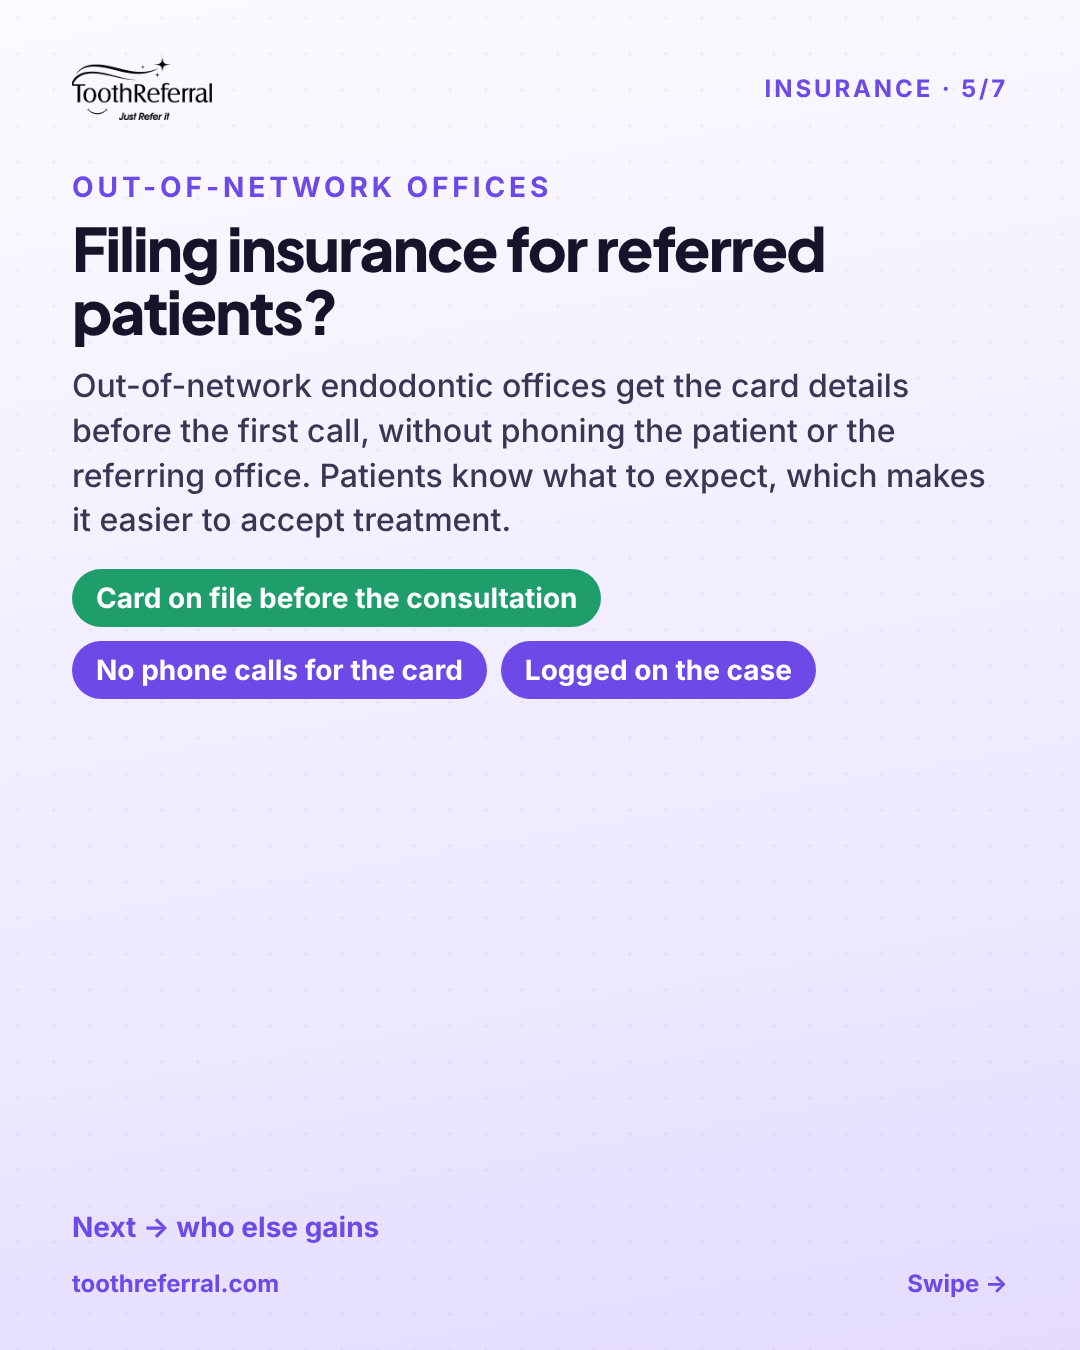 ToothReferral
Just Refer it
INSURANCE · 5/7
OUT-OF-NETWORK OFFICES
Filing insurance for referred
patients?
Out-of-network endodontic offices get the card details
before the first call, without phoning the patient or the
referring office. Patients know what to expect, which makes
it easier to accept treatment.
Card on file before the consultation
No phone calls for the card
Logged on the case
Next → who else gains
toothreferral.com
Swipe →